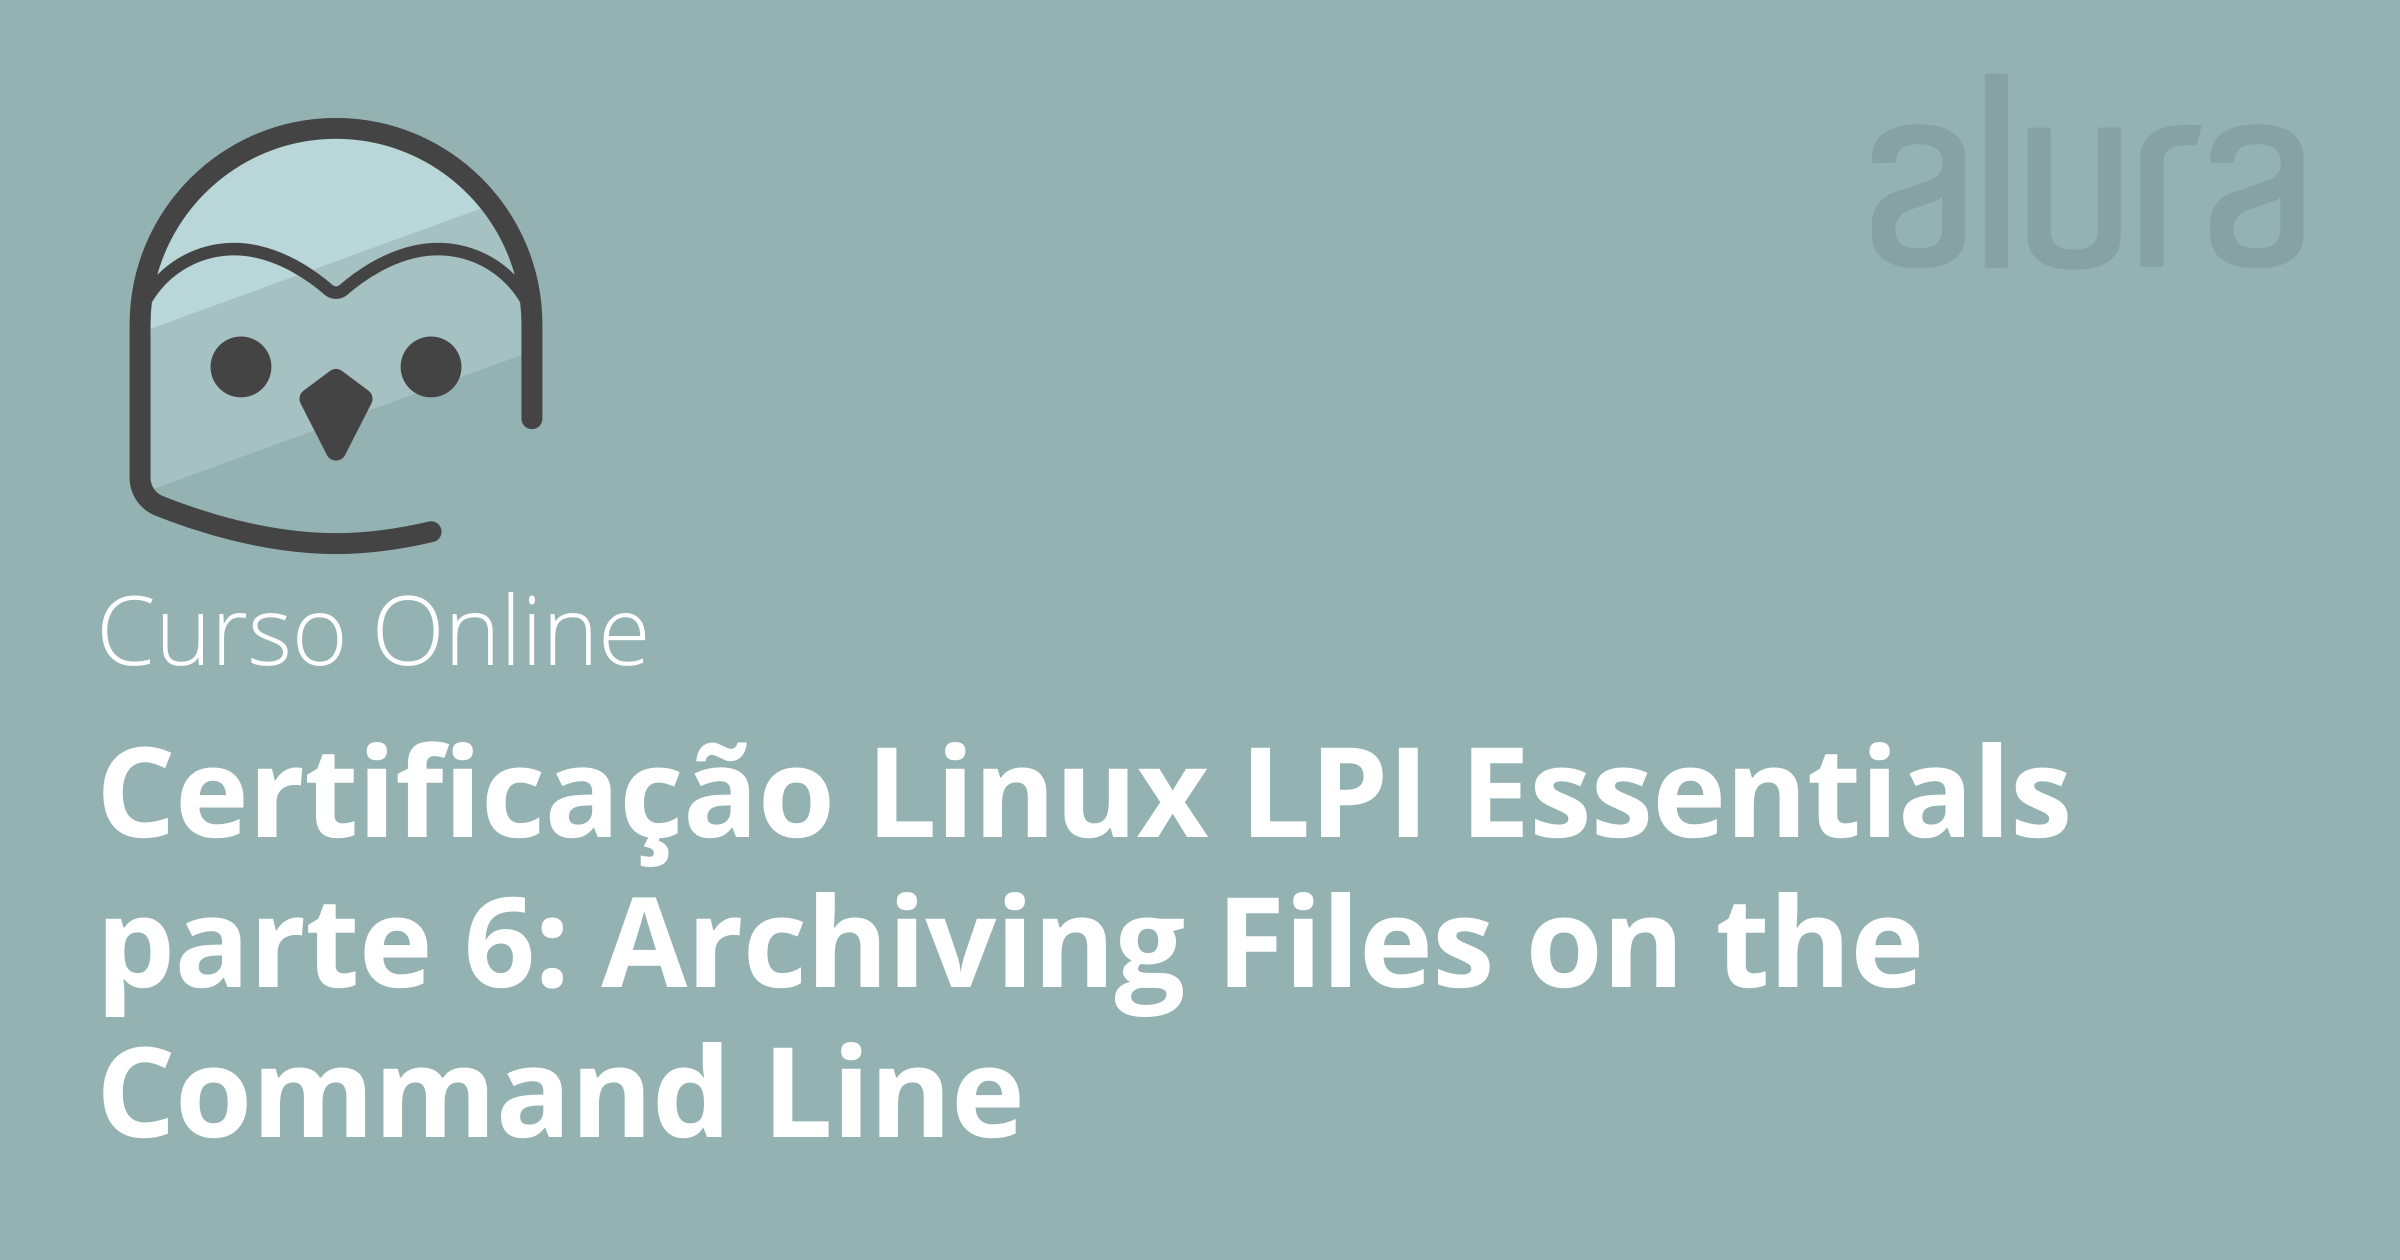 alura
Curso Online
Certificação Linux LPI Essentials
parte 6: Archiving Files on the
Command Line